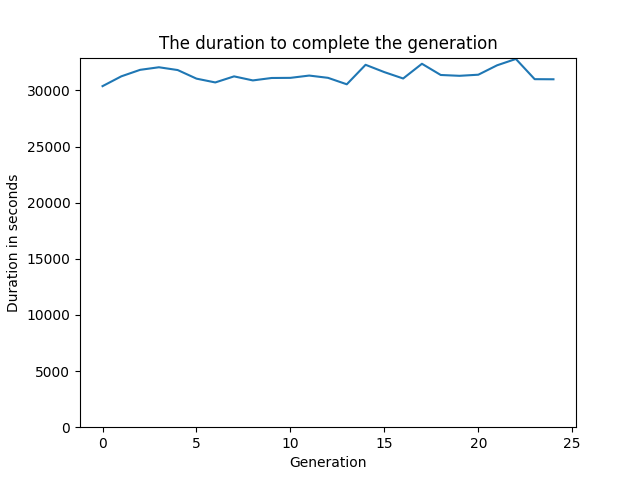 The duration to complete the generation
30000
25000
20000
15000
10000
5000
0
Duration in seconds
0 5 10 15 20 25
Generation